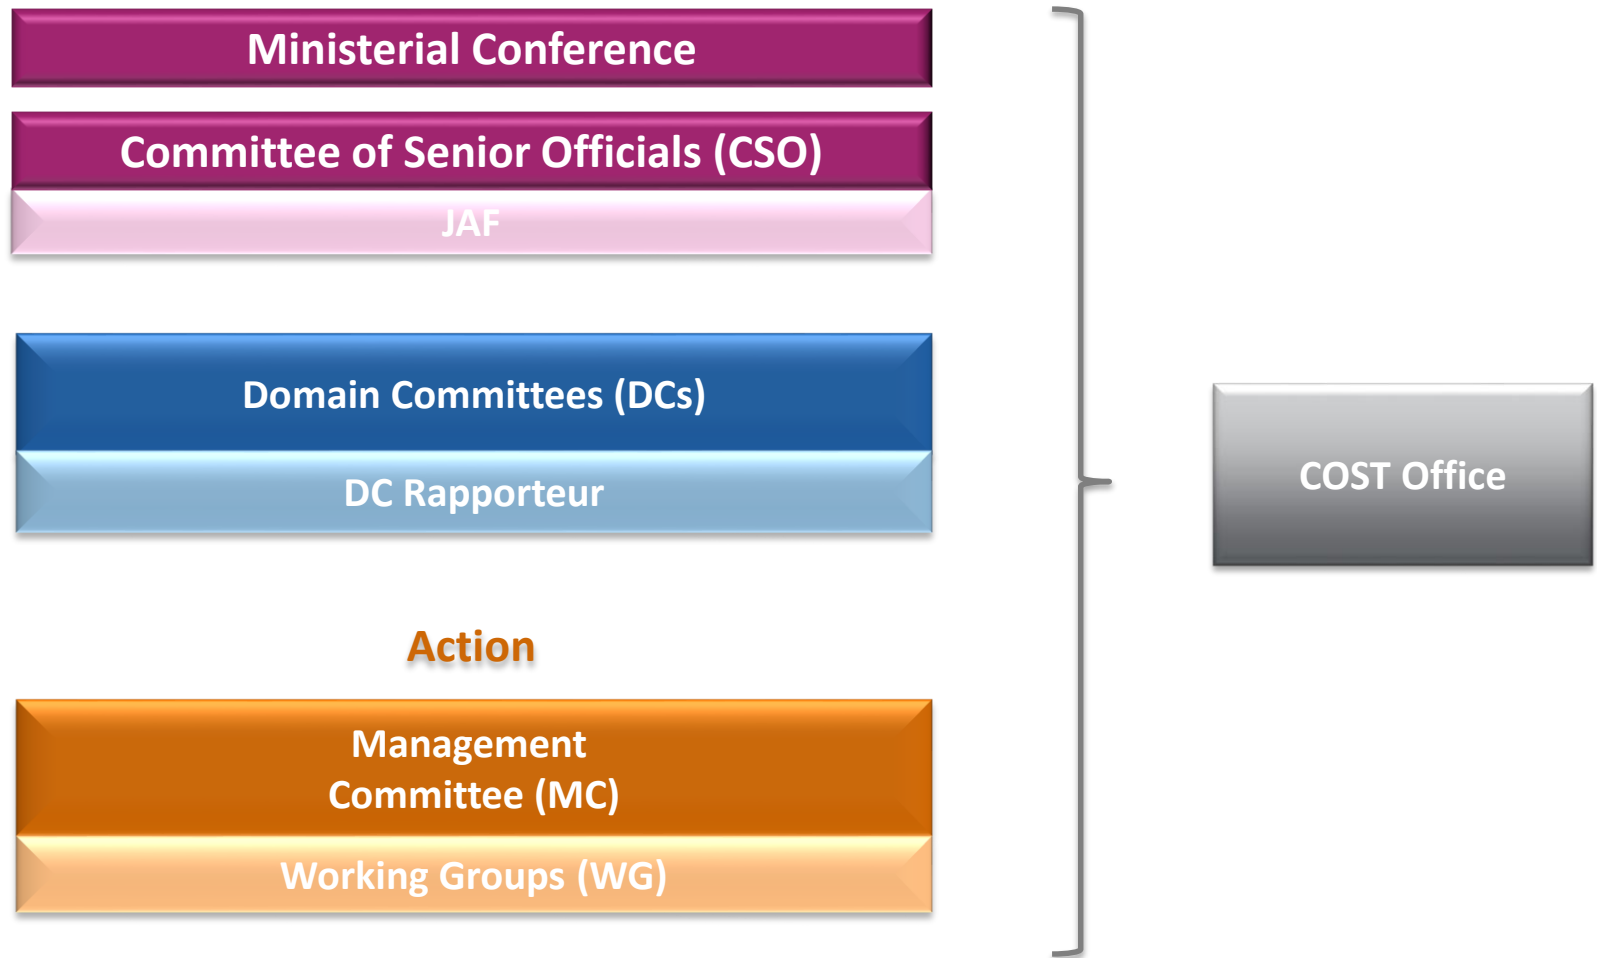 Ministerial Conference
Committee of Senior Officials (CSO)
JAF
Domain Committees (DCs)
DC Rapporteur
COST Office
Action
Management
Committee (MC)
Working Groups (WG)